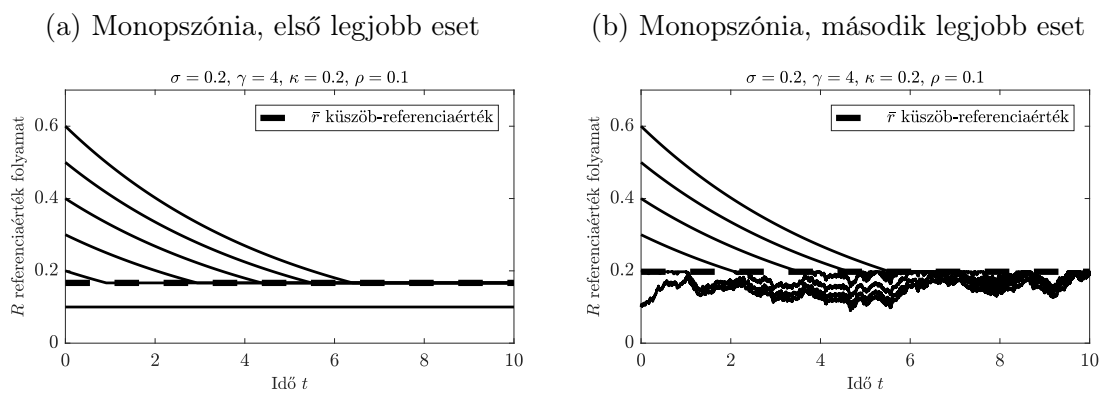 (a) Monopszónia, első legjobb eset
σ = 0.2, γ = 4, κ = 0.2, ρ = 0.1
r̄ küszöb-referenciaérték
R referenciaérték folyamat
0.6
0.4
0.2
0
0 2 4 6 8 10
Idő t
(b) Monopszónia, második legjobb eset
σ = 0.2, γ = 4, κ = 0.2, ρ = 0.1
r̄ küszöb-referenciaérték
R referenciaérték folyamat
0.6
0.4
0.2
0
0 2 4 6 8 10
Idő t